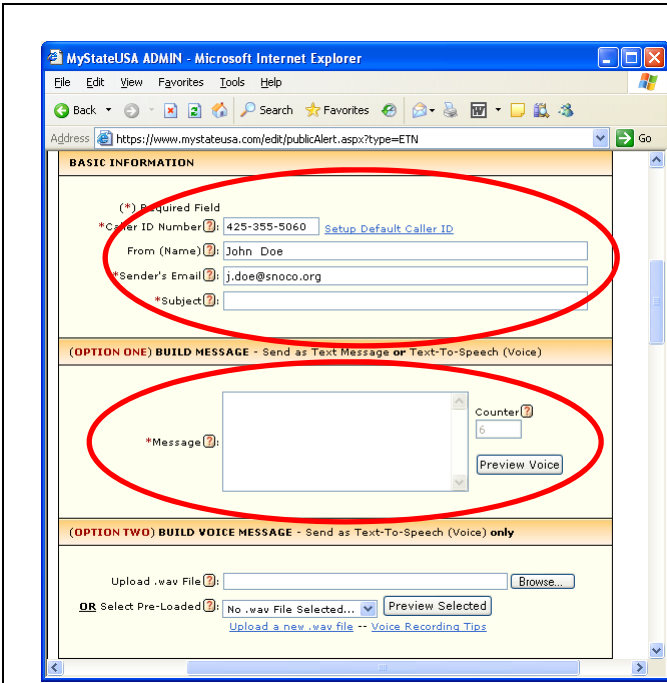 MyStateUSA ADMIN - Microsoft Internet Explorer
File Edit View Favorites Tools Help
Back Search Favorites
Address https://www.mystateusa.com/edit/publicAlert.aspx?type=ETN Go
BASIC INFORMATION
(*) Required Field
*Caller ID Number?: 425-355-5060 Setup Default Caller ID
From (Name)?: John Doe
*Sender's Email?: j.doe@snoco.org
*Subject?:
(OPTION ONE) BUILD MESSAGE - Send as Text Message or Text-To-Speech (Voice)
Counter?
6
*Message?:
Preview Voice
(OPTION TWO) BUILD VOICE MESSAGE - Send as Text-To-Speech (Voice) only
Upload .wav File?: Browse...
OR Select Pre-Loaded?: No .wav File Selected... Preview Selected
Upload a new .wav file -- Voice Recording Tips